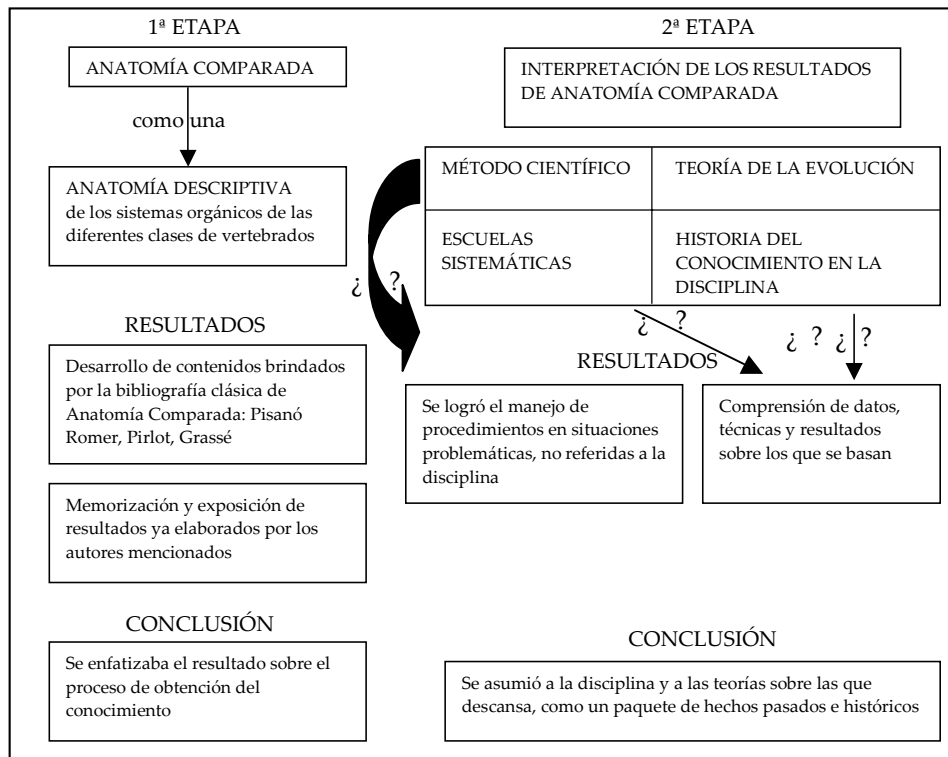 1ª ETAPA
ANATOMÍA COMPARADA
como una
ANATOMÍA DESCRIPTIVA
de los sistemas orgánicos de las
diferentes clases de vertebrados
RESULTADOS
Desarrollo de contenidos brindados
por la bibliografía clásica de
Anatomía Comparada: Pisanó
Romer, Pirlot, Grassé
Memorización y exposición de
resultados ya elaborados por los
autores mencionados
CONCLUSIÓN
Se enfatizaba el resultado sobre el
proceso de obtención del
conocimiento
2ª ETAPA
INTERPRETACIÓN DE LOS RESULTADOS
DE ANATOMÍA COMPARADA
MÉTODO CIENTÍFICO
TEORÍA DE LA EVOLUCIÓN
ESCUELAS
SISTEMÁTICAS
HISTORIA DEL
CONOCIMIENTO EN LA
DISCIPLINA
¿ ?
¿ ?
¿ ? ¿ ?
RESULTADOS
Se logró el manejo de
procedimientos en situaciones
problemáticas, no referidas a la
disciplina
Comprensión de datos,
técnicas y resultados
sobre los que se basan
CONCLUSIÓN
Se asumió a la disciplina y a las teorías sobre las que
descansa, como un paquete de hechos pasados e históricos